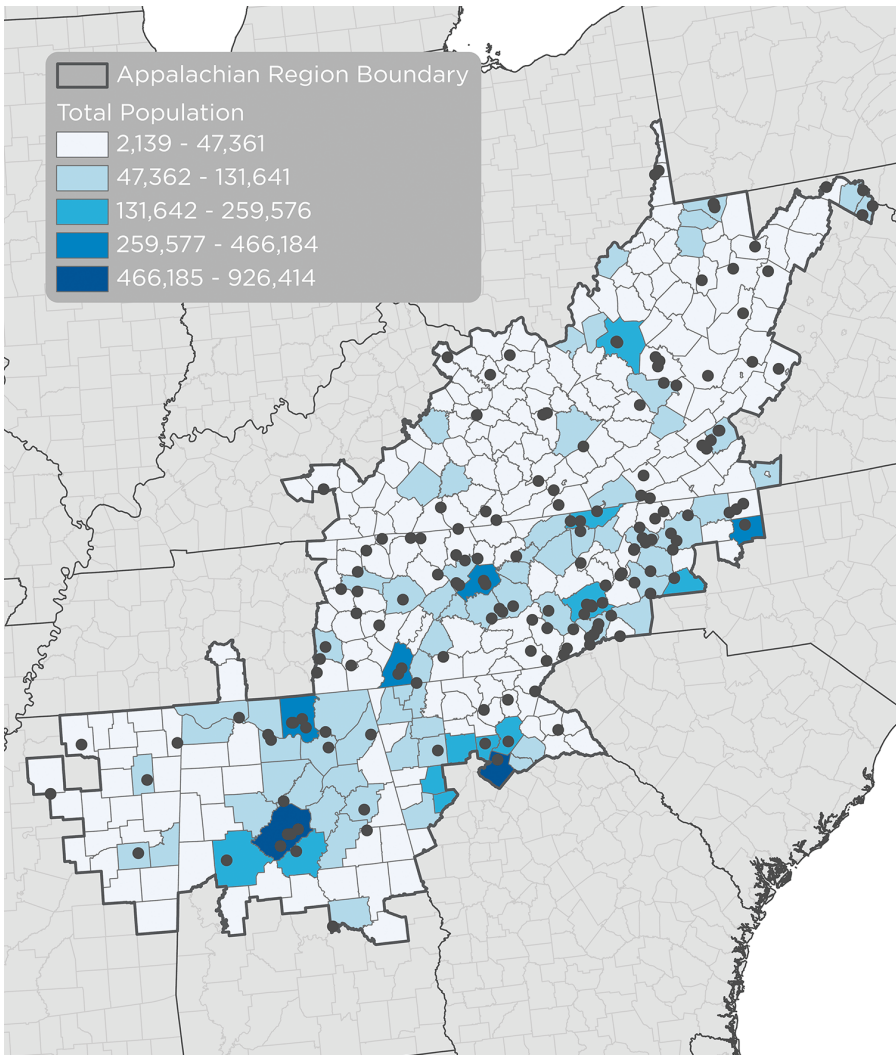 Appalachian Region Boundary
Total Population
2,139 - 47,361
47,362 - 131,641
131,642 - 259,576
259,577 - 466,184
466,185 - 926,414